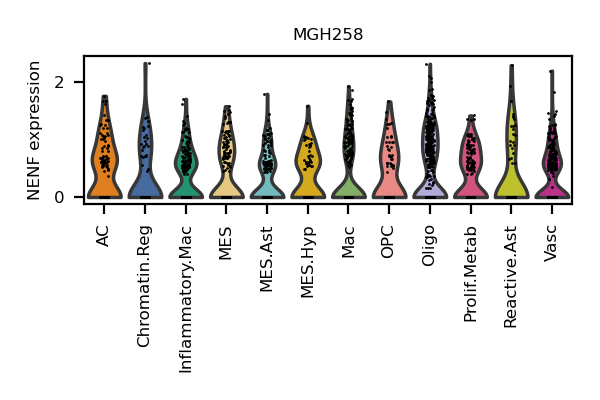 MGH258
NENF expression
2
0
AC
Chromatin.Reg
Inflammatory.Mac
MES
MES.Ast
MES.Hyp
Mac
OPC
Oligo
Prolif.Metab
Reactive.Ast
Vasc